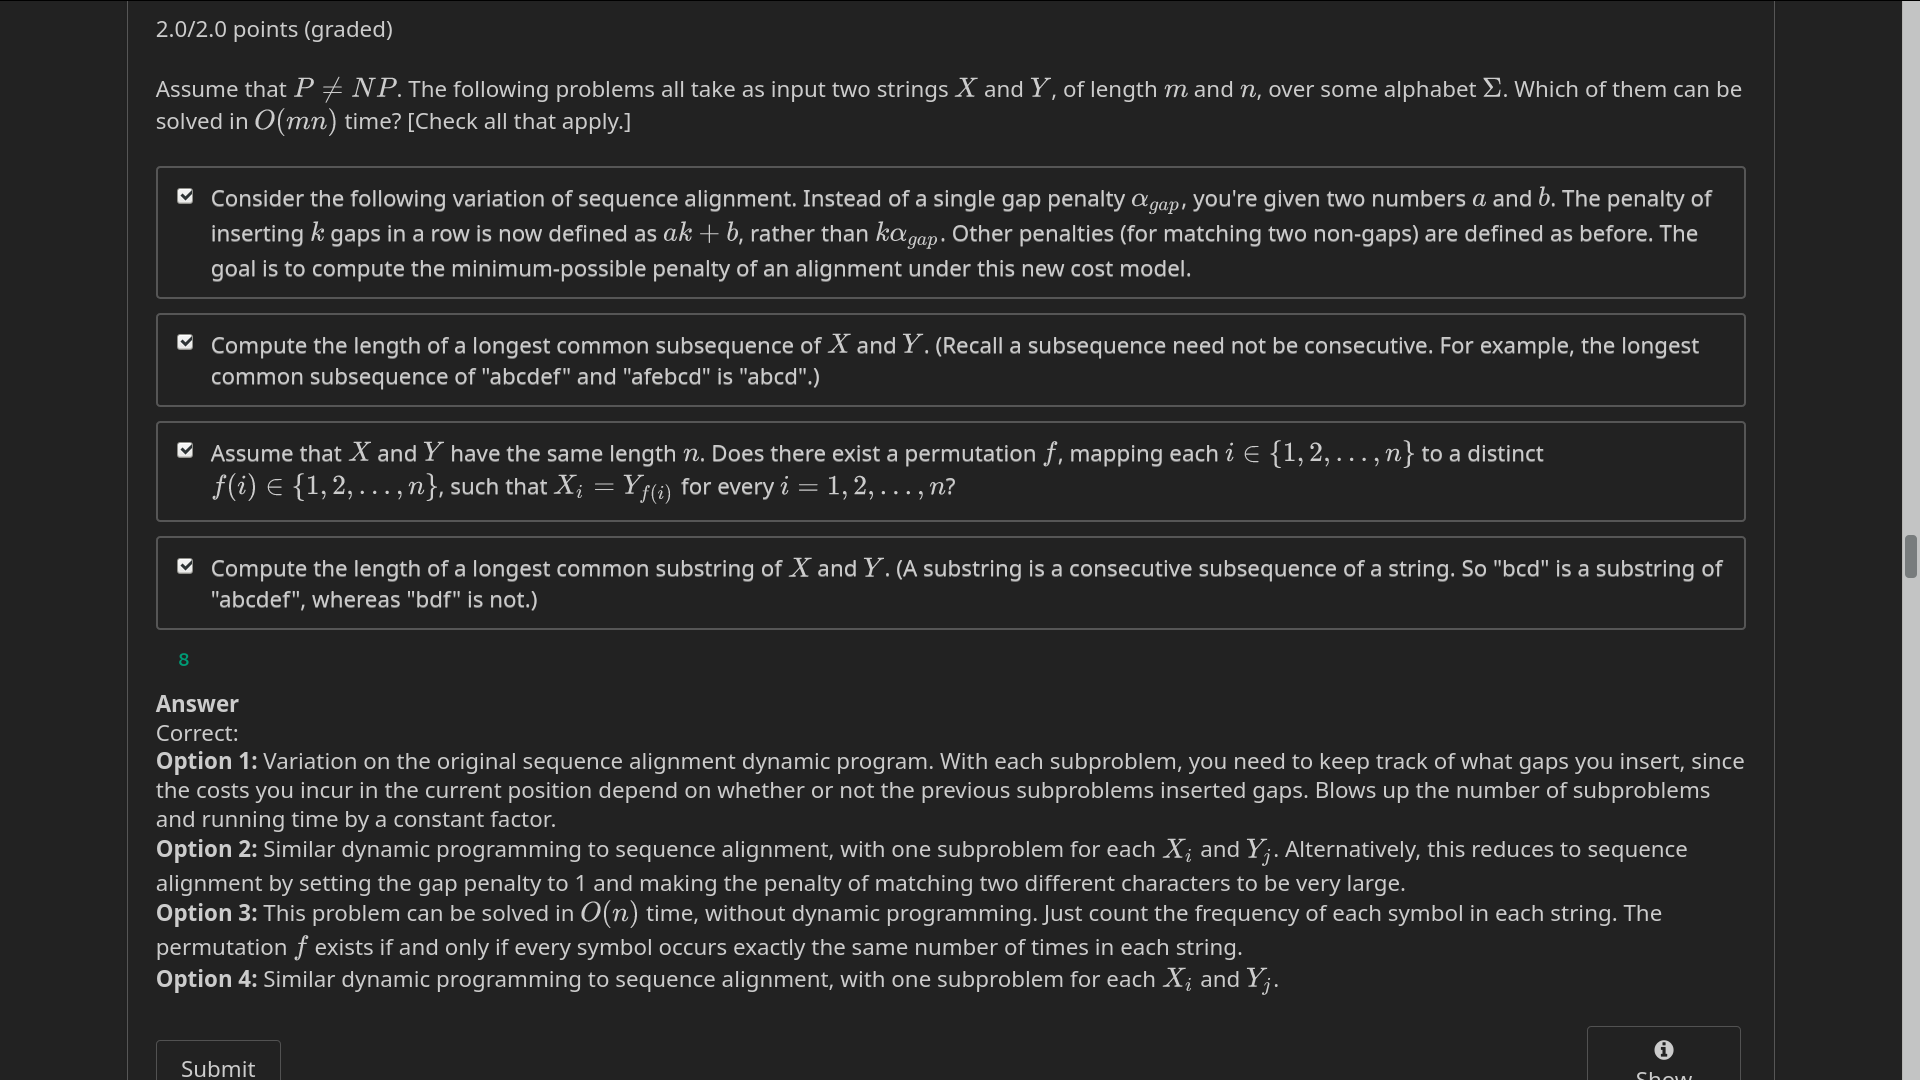 2.0/2.0 points (graded)
Assume that P ≠ NP. The following problems all take as input two strings X and Y, of length m and n, over some alphabet Σ. Which of them can be
solved in O(mn) time? [Check all that apply.]
Consider the following variation of sequence alignment. Instead of a single gap penalty α_gap, you're given two numbers a and b. The penalty of
inserting k gaps in a row is now defined as ak + b, rather than kα_gap. Other penalties (for matching two non-gaps) are defined as before. The
goal is to compute the minimum-possible penalty of an alignment under this new cost model.
Compute the length of a longest common subsequence of X and Y. (Recall a subsequence need not be consecutive. For example, the longest
common subsequence of "abcdef" and "afebcd" is "abcd".)
Assume that X and Y have the same length n. Does there exist a permutation f, mapping each i ∈ {1, 2, . . . , n} to a distinct
f(i) ∈ {1, 2, . . . , n}, such that X_i = Y_f(i) for every i = 1, 2, . . . , n?
Compute the length of a longest common substring of X and Y. (A substring is a consecutive subsequence of a string. So "bcd" is a substring of
"abcdef", whereas "bdf" is not.)
8
Answer
Correct:
Option 1: Variation on the original sequence alignment dynamic program. With each subproblem, you need to keep track of what gaps you insert, since
the costs you incur in the current position depend on whether or not the previous subproblems inserted gaps. Blows up the number of subproblems
and running time by a constant factor.
Option 2: Similar dynamic programming to sequence alignment, with one subproblem for each X_i and Y_j. Alternatively, this reduces to sequence
alignment by setting the gap penalty to 1 and making the penalty of matching two different characters to be very large.
Option 3: This problem can be solved in O(n) time, without dynamic programming. Just count the frequency of each symbol in each string. The
permutation f exists if and only if every symbol occurs exactly the same number of times in each string.
Option 4: Similar dynamic programming to sequence alignment, with one subproblem for each X_i and Y_j.
Submit
Show